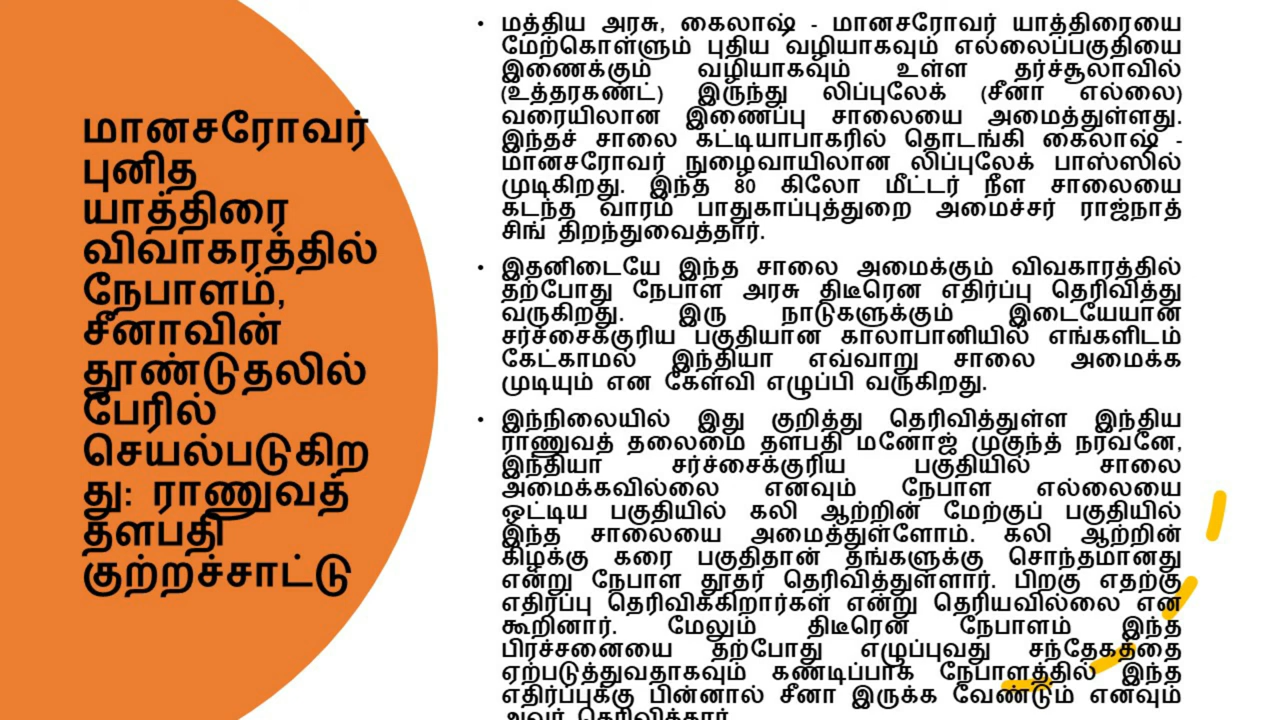 மானசரோவர்
புனித
யாத்திரை
விவாகரத்தில்
நேபாளம்,
சீனாவின்
தூண்டுதலில்
பேரில்
செயல்படுகிற
து: ராணுவத்
தளபதி
குற்றச்சாட்டு
• மத்திய அரசு, கைலாஷ் - மானசரோவர் யாத்திரையை
மேற்கொள்ளும் புதிய வழியாகவும் எல்லைப்பகுதியை
இணைக்கும் வழியாகவும் உள்ள தர்ச்சூலாவில்
(உத்தரகண்ட்) இருந்து லிப்புலேக் (சீனா எல்லை)
வரையிலான இணைப்பு சாலையை அமைத்துள்ளது.
இந்தச் சாலை கட்டியாபாகரில் தொடங்கி கைலாஷ் -
மானசரோவர் நுழைவாயிலான லிப்புலேக் பாஸ்ஸில்
முடிகிறது. இந்த 80 கிலோ மீட்டர் நீள சாலையை
கடந்த வாரம் பாதுகாப்புத்துறை அமைச்சர் ராஜ்நாத்
சிங் திறந்துவைத்தார்.
• இதனிடையே இந்த சாலை அமைக்கும் விவகாரத்தில்
தற்போது நேபாள அரசு திடீரென எதிர்ப்பு தெரிவித்து
வருகிறது. இரு நாடுகளுக்கும் இடையேயான
சர்ச்சைக்குரிய பகுதியான காலாபானியில் எங்களிடம்
கேட்காமல் இந்தியா எவ்வாறு சாலை அமைக்க
முடியும் என கேள்வி எழுப்பி வருகிறது.
• இந்நிலையில் இது குறித்து தெரிவித்துள்ள இந்திய
ராணுவத் தலைமை தளபதி மனோஜ் முகுந்த் நரவனே,
இந்தியா சர்ச்சைக்குரிய பகுதியில் சாலை
அமைக்கவில்லை எனவும் நேபாள எல்லையை
ஒட்டிய பகுதியில் கலி ஆற்றின் மேற்குப் பகுதியில்
இந்த சாலையை அமைத்துள்ளோம். கலி ஆற்றின்
கிழக்கு கரை பகுதிதான் தங்களுக்கு சொந்தமானது
என்று நேபாள தூதர் தெரிவித்துள்ளார். பிறகு எதற்கு
எதிர்ப்பு தெரிவிக்கிறார்கள் என்று தெரியவில்லை என
கூறினார். மேலும் திடீரென நேபாளம் இந்த
பிரச்சனையை தற்போது எழுப்புவது சந்தேகத்தை
ஏற்படுத்துவதாகவும் கண்டிப்பாக நேபாளத்தில் இந்த
எதிர்ப்புக்கு பின்னால் சீனா இருக்க வேண்டும் எனவும்
அவர் தெரிவித்தார்.